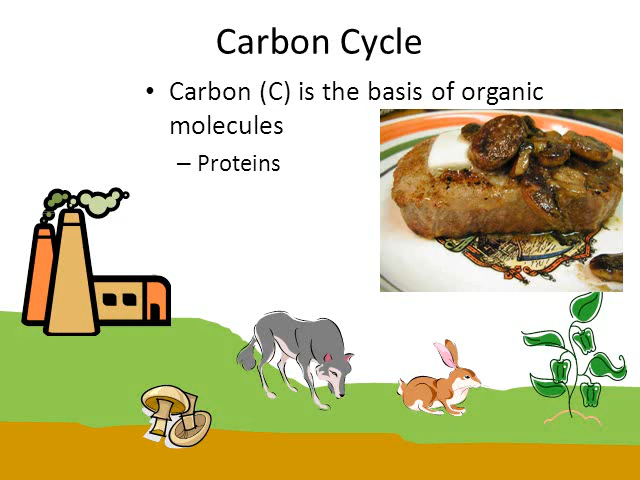 Carbon Cycle
• Carbon (C) is the basis of organic
molecules
– Proteins